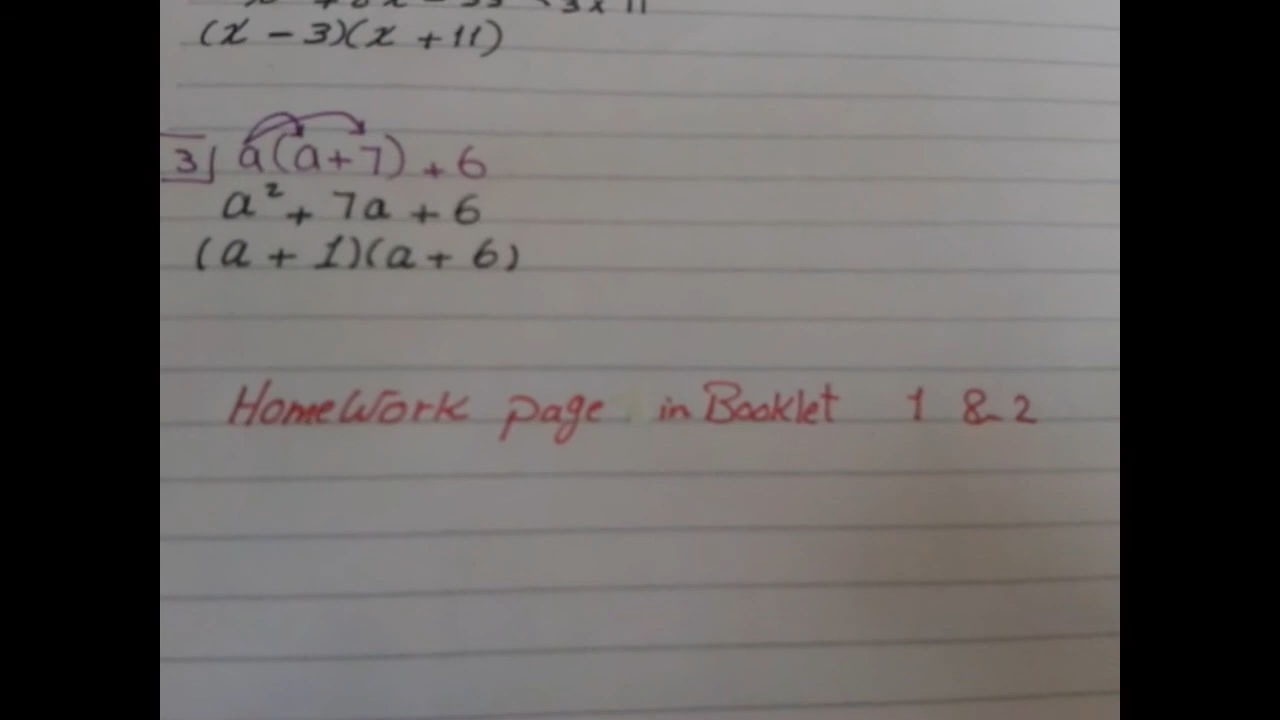 (x - 3)(x + 11)
3 a(a + 7) + 6
a² + 7a + 6
(a + 1)(a + 6)
HomeWork page in Booklet 1 & 2